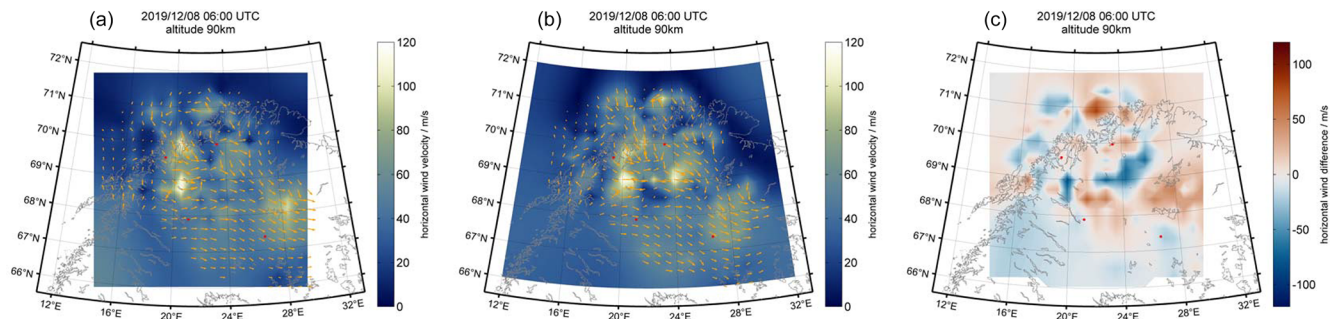 (a)
2019/12/08 06:00 UTC
altitude 90km
72°N
71°N
70°N
69°N
68°N
67°N
66°N
12°E
16°E
20°E
24°E
28°E
32°E
120
100
80
60
40
20
0
horizontal wind velocity / m/s
(b)
2019/12/08 06:00 UTC
altitude 90km
72°N
71°N
70°N
69°N
68°N
67°N
66°N
12°E
16°E
20°E
24°E
28°E
32°E
120
100
80
60
40
20
0
horizontal wind velocity / m/s
(c)
2019/12/08 06:00 UTC
altitude 90km
72°N
71°N
70°N
69°N
68°N
67°N
66°N
12°E
16°E
20°E
24°E
28°E
32°E
100
50
0
-50
-100
horizontal wind difference / m/s